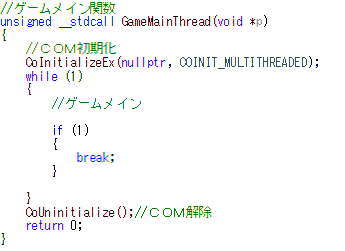 //ゲームメイン関数
unsigned __stdcall GameMainThread(void *p)
{
//ＣＯＭ初期化
CoInitializeEx(nullptr, COINIT_MULTITHREADED);
while (1)
{
//ゲームメイン
if (1)
{
break;
}
}
CoUninitialize();//ＣＯＭ解除
return 0;
}